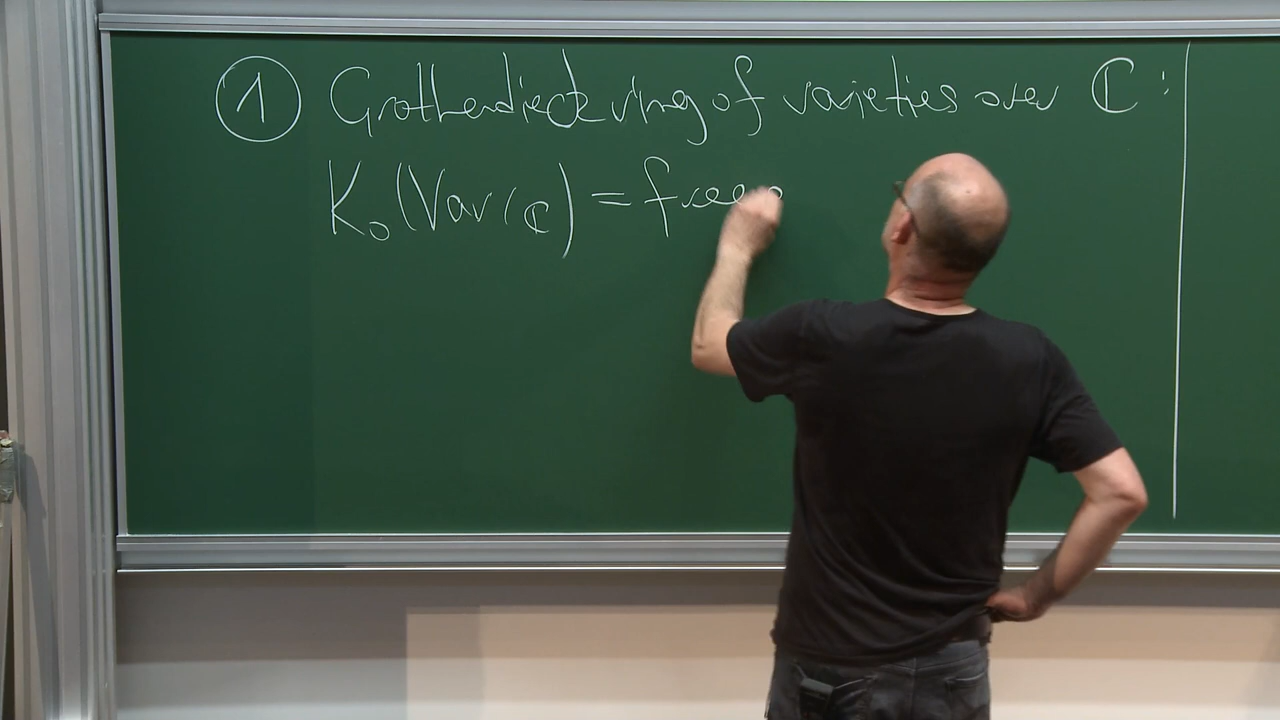 ① Grothendieck ring of varieties over ℂ :
K₀(Var/ℂ) = free